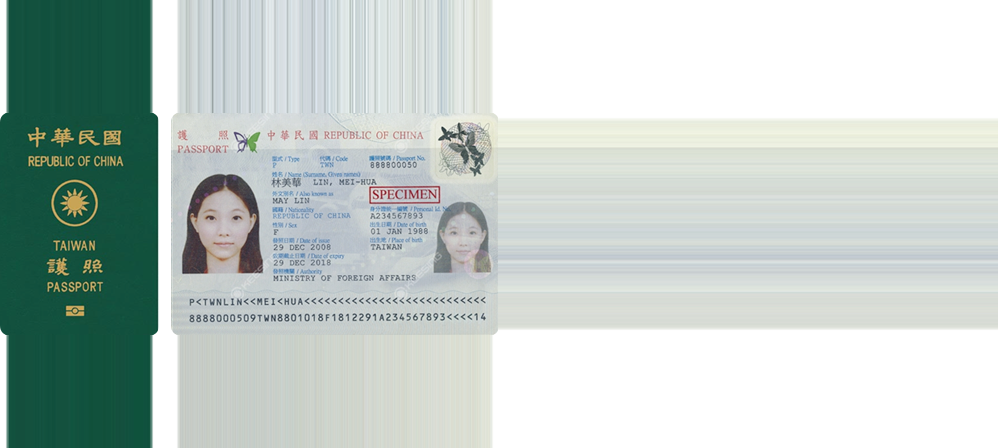 中華民國
REPUBLIC OF CHINA
TAIWAN
護照
PASSPORT
護照 中華民國 REPUBLIC OF CHINA
PASSPORT
型式 / Type 代碼 / Code 護照號碼 / Passport No.
P TWN 888800050
姓名 / Name (Surname, Given names)
林美華 LIN, MEI-HUA
外文別名 / Also known as
SPECIMEN
MAY LIN
國籍 / Nationality 身分證統一編號 / Personal Id. No.
REPUBLIC OF CHINA A234567893
性別 / Sex 出生日期 / Date of birth
F 01 JAN 1988
發照日期 / Date of issue 出生地 / Place of birth
29 DEC 2008 TAIWAN
效期截止日期 / Date of expiry
29 DEC 2018
發照機關 / Authority
MINISTRY OF FOREIGN AFFAIRS
P<TWNLIN<<MEI<HUA<<<<<<<<<<<<<<<<<<<<<<<<<<<
8888000509TWN8801018F1812291A234567893<<<<14